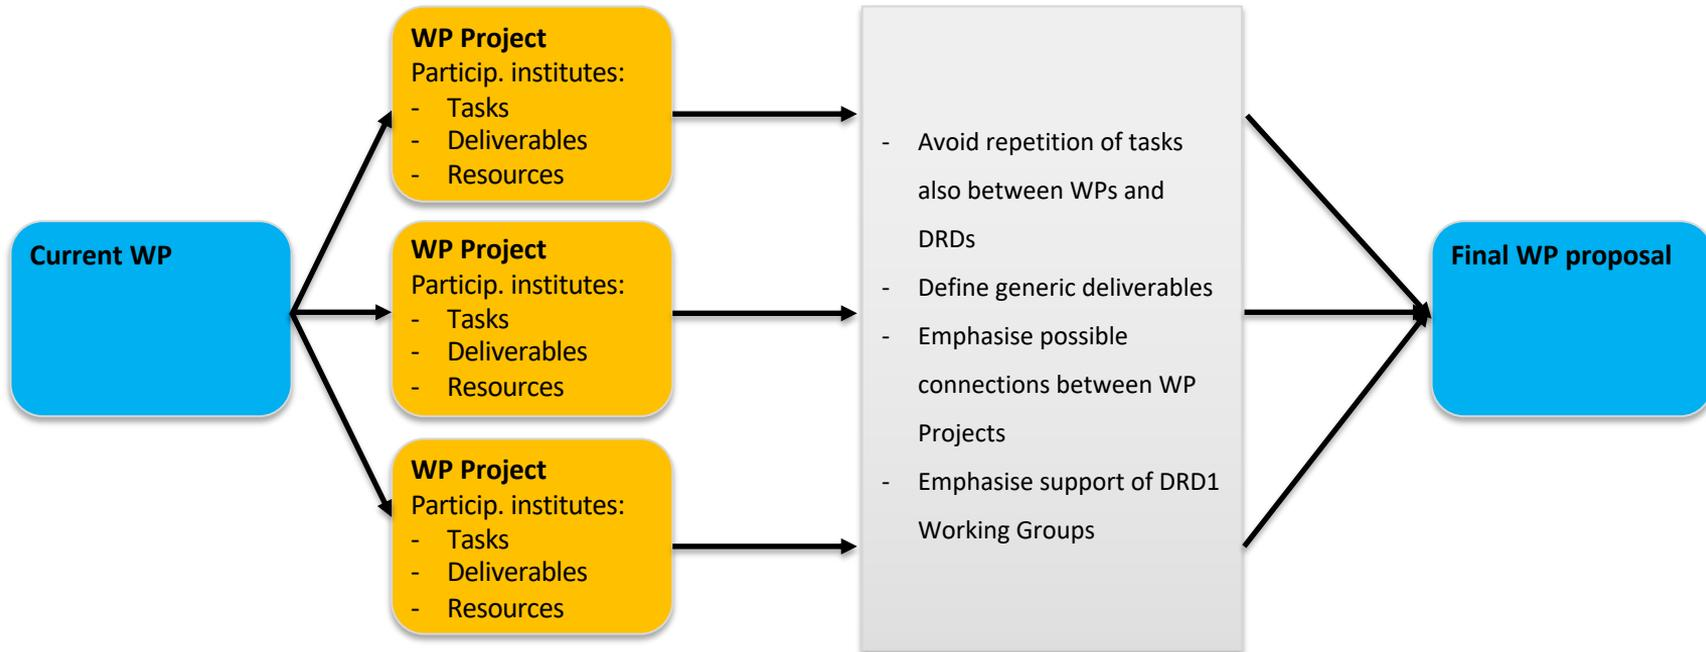 Current WP
WP Project
Particip. institutes:
- Tasks
- Deliverables
- Resources
WP Project
Particip. institutes:
- Tasks
- Deliverables
- Resources
WP Project
Particip. institutes:
- Tasks
- Deliverables
- Resources
- Avoid repetition of tasks
also between WPs and
DRDs
- Define generic deliverables
- Emphasise possible
connections between WP
Projects
- Emphasise support of DRD1
Working Groups
Final WP proposal